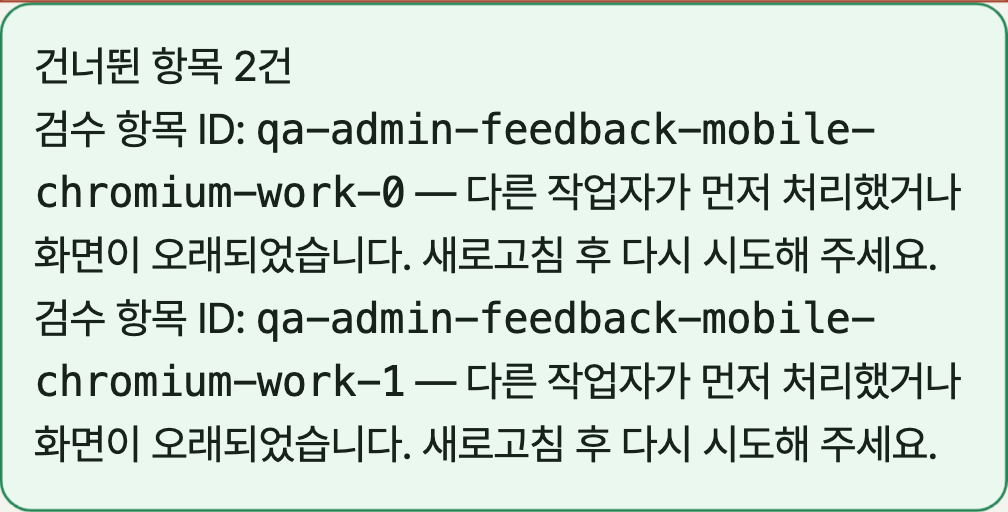 건너뛴 항목 2건
검수 항목 ID: qa-admin-feedback-mobile-
chromium-work-0 — 다른 작업자가 먼저 처리했거나
화면이 오래되었습니다. 새로고침 후 다시 시도해 주세요.
검수 항목 ID: qa-admin-feedback-mobile-
chromium-work-1 — 다른 작업자가 먼저 처리했거나
화면이 오래되었습니다. 새로고침 후 다시 시도해 주세요.